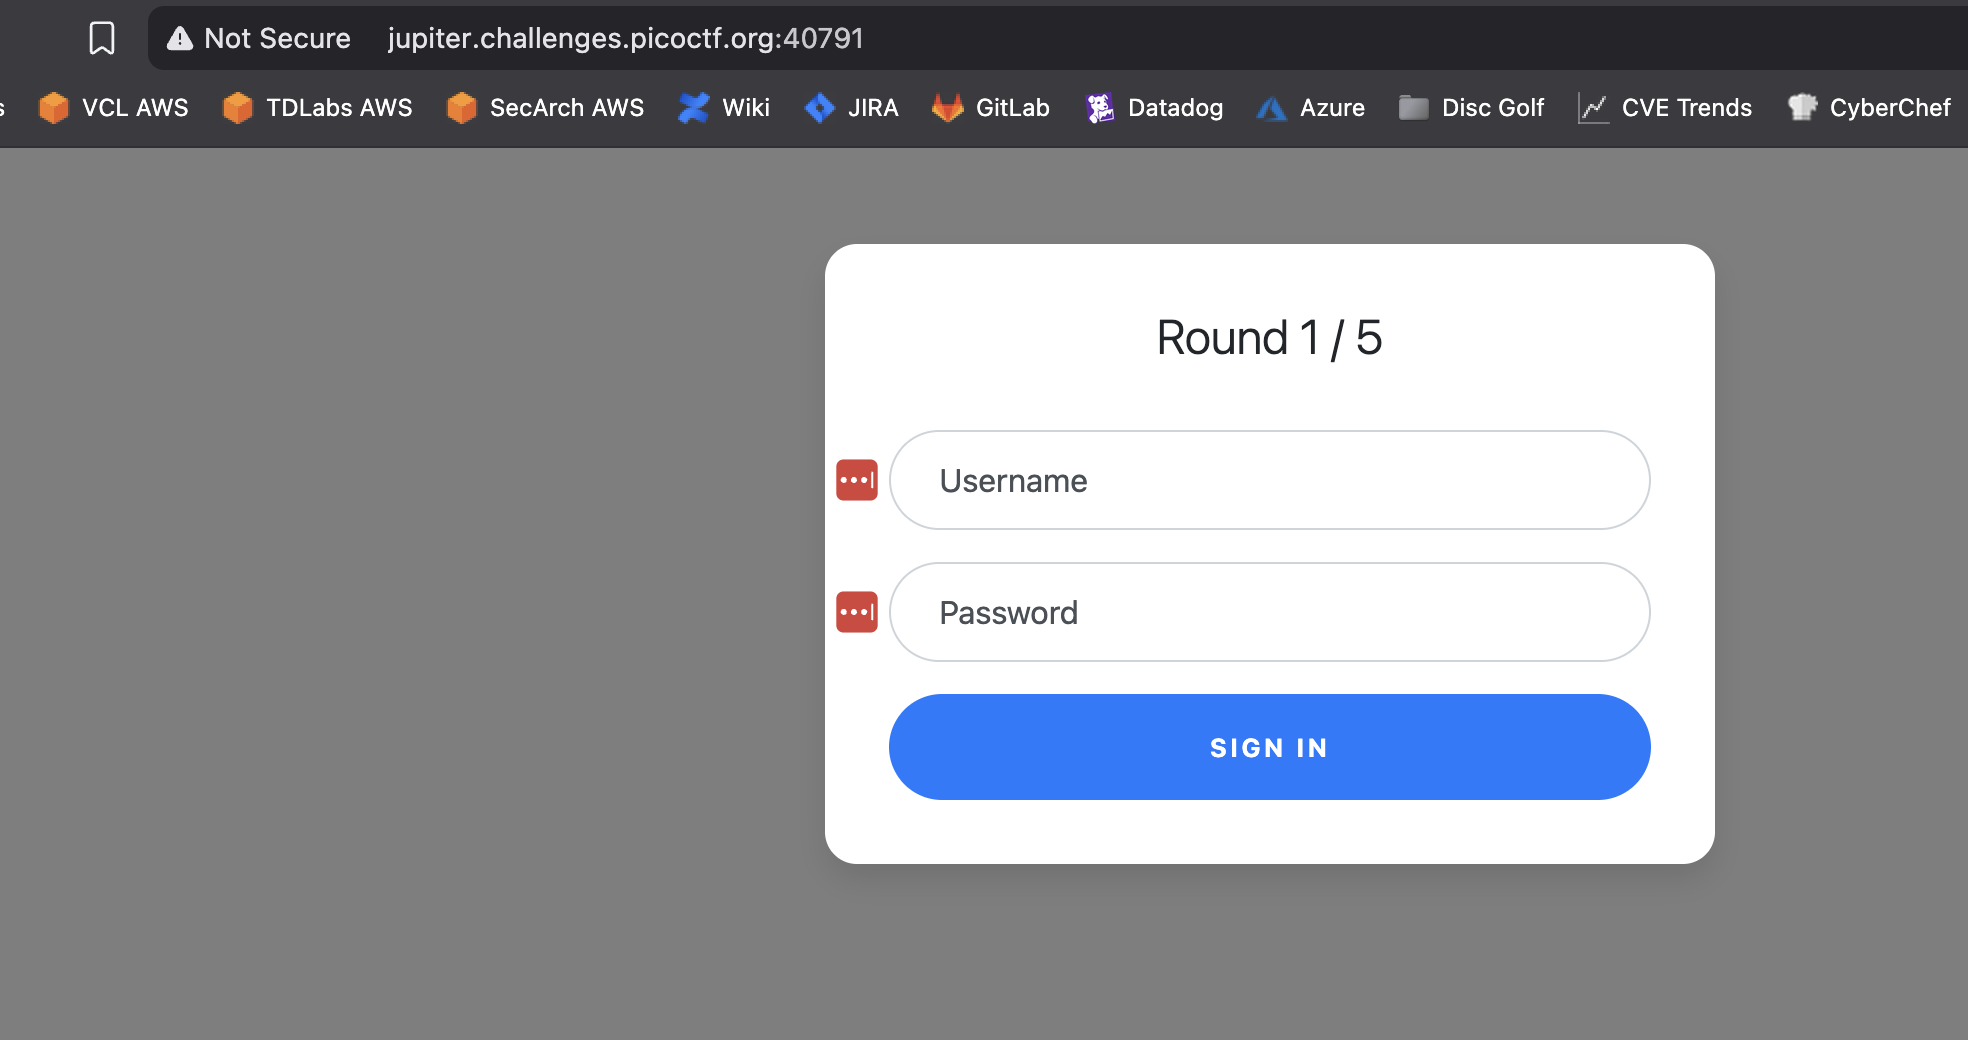 Not Secure jupiter.challenges.picoctf.org:40791
s VCL AWS TDLabs AWS SecArch AWS Wiki JIRA GitLab Datadog Azure Disc Golf CVE Trends CyberChef
Round 1 / 5
Username
Password
SIGN IN